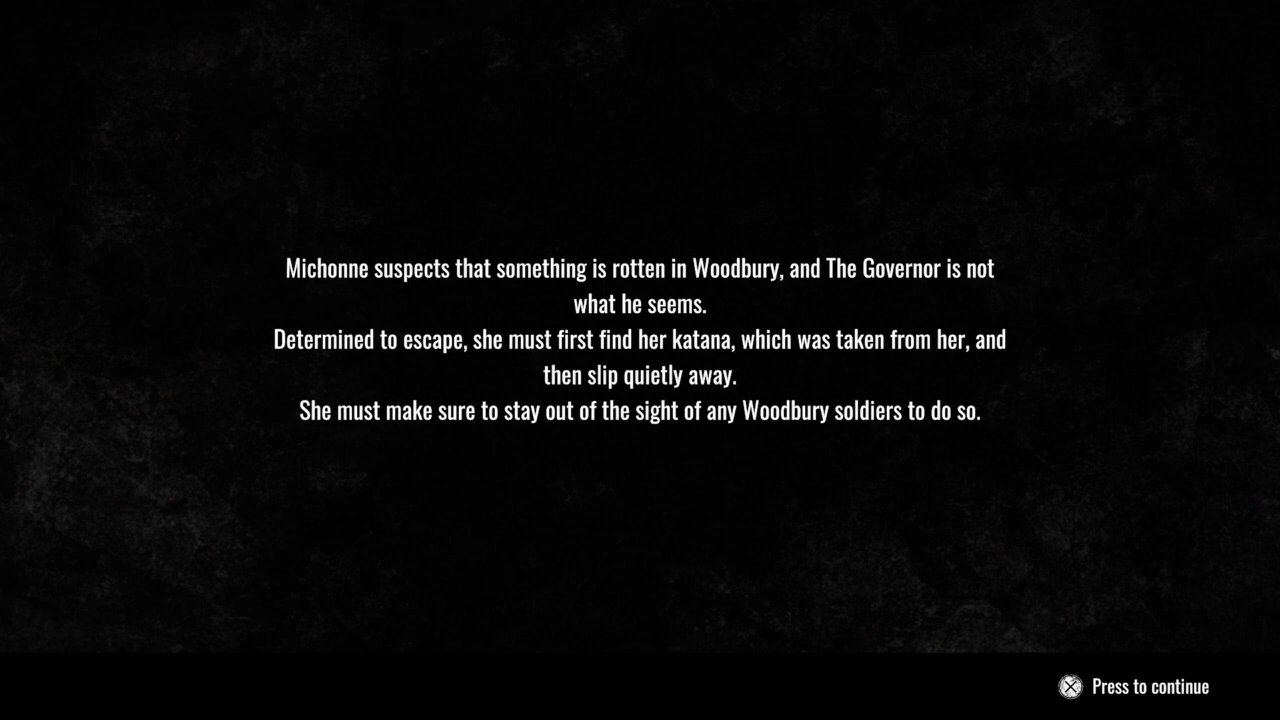 Michonne suspects that something is rotten in Woodbury, and The Governor is not
what he seems.
Determined to escape, she must first find her katana, which was taken from her, and
then slip quietly away.
She must make sure to stay out of the sight of any Woodbury soldiers to do so.
Press to continue